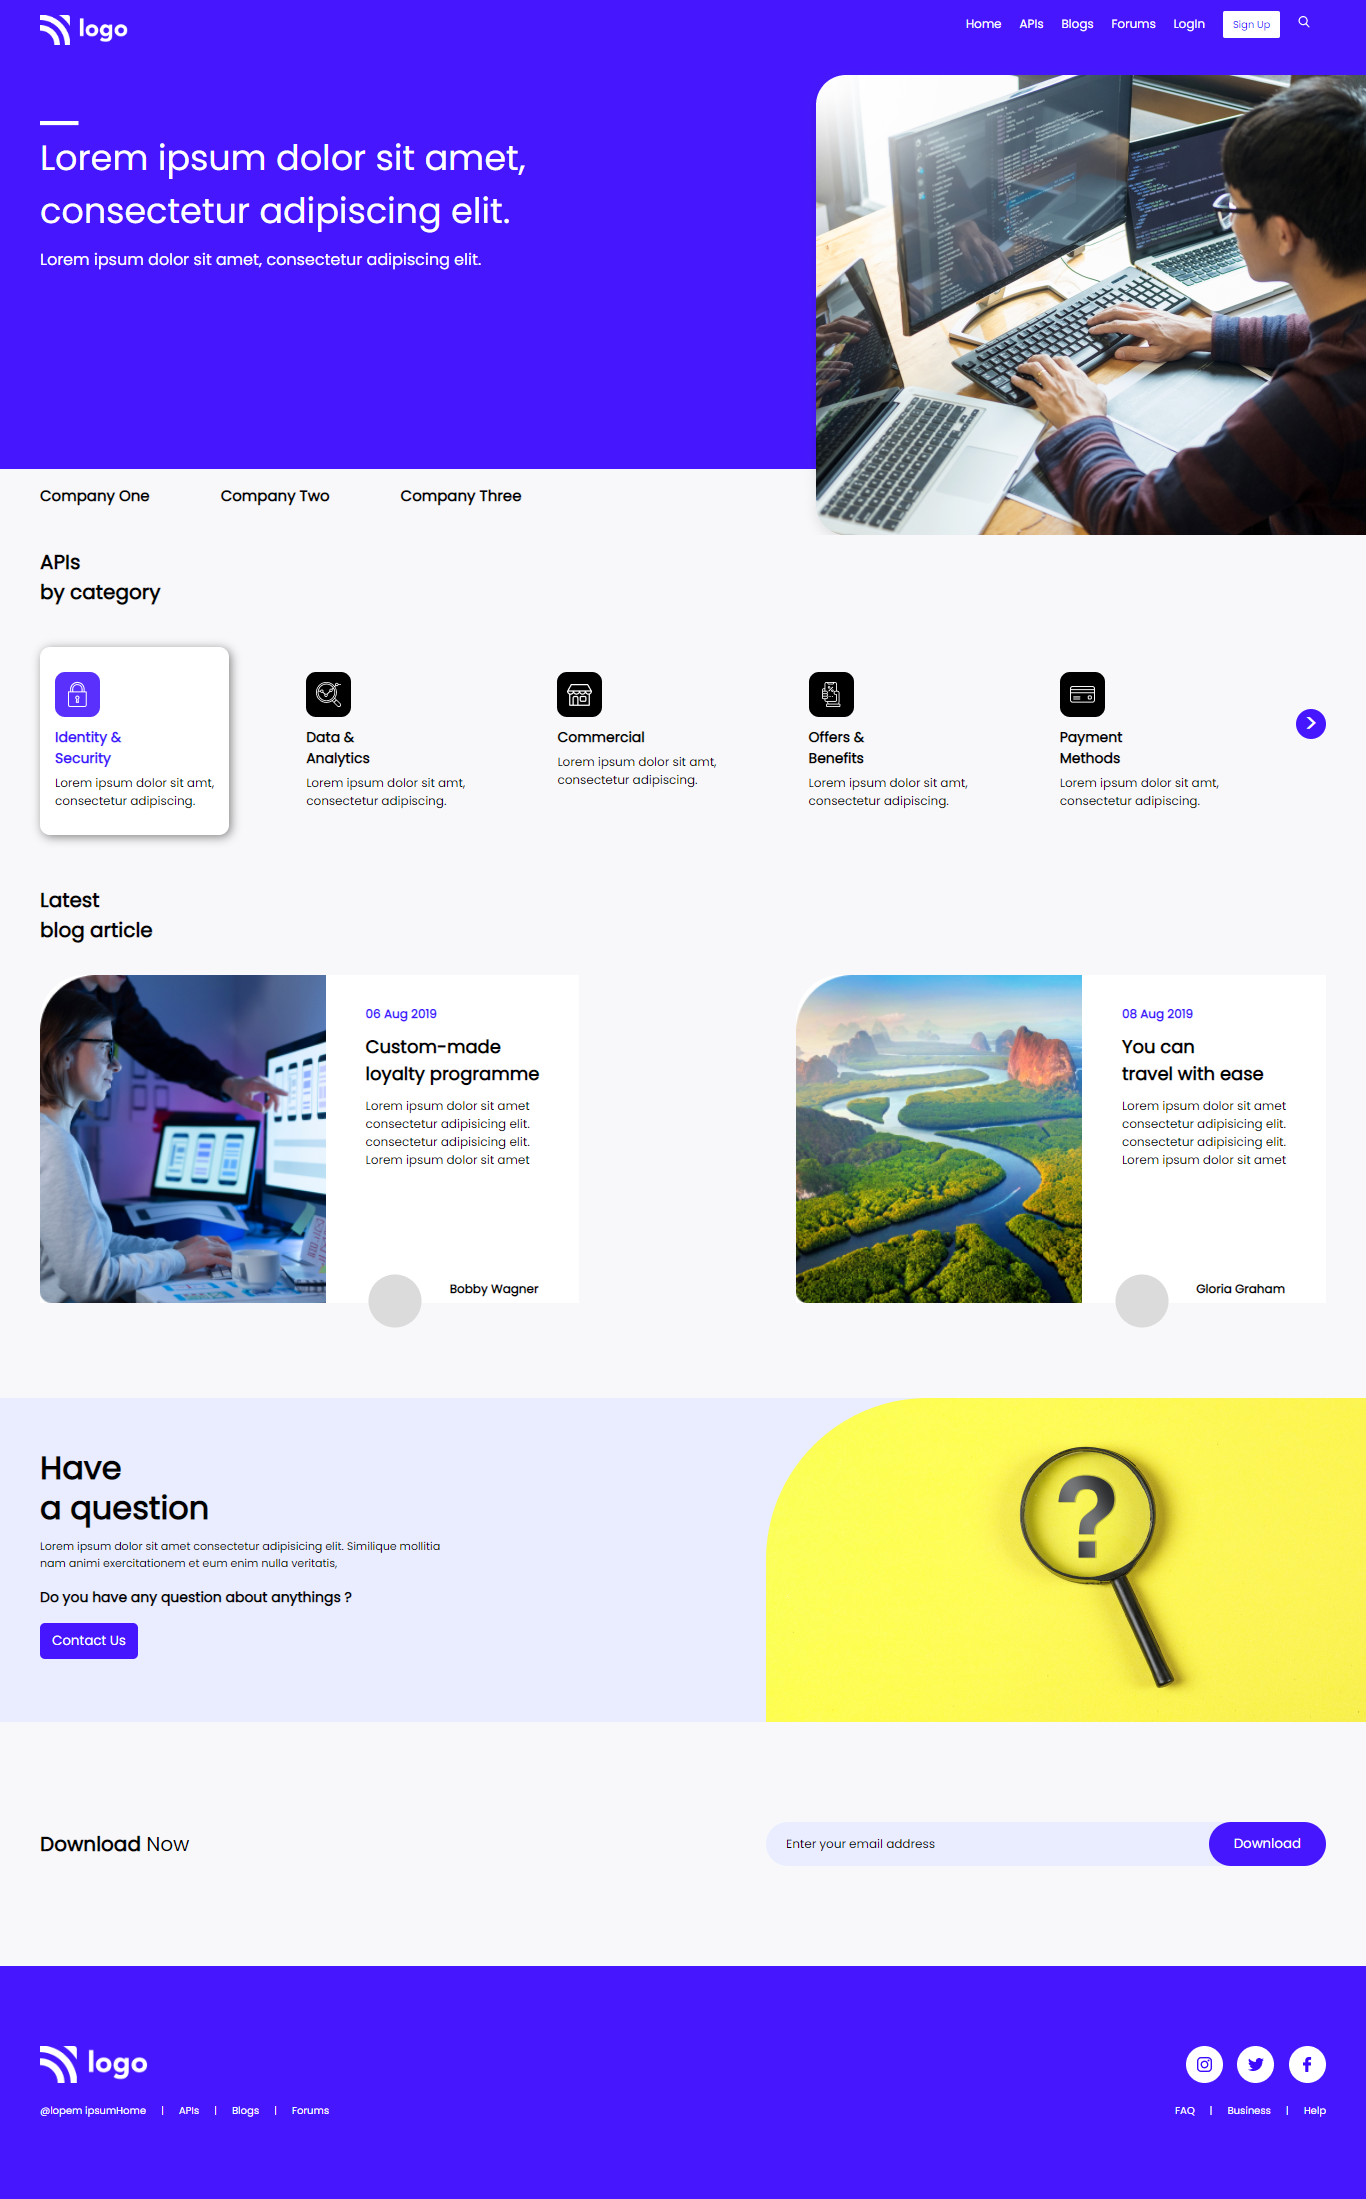 logo
Home APIs Blogs Forums LogIn Sign Up
Lorem ipsum dolor sit amet,
consectetur adipiscing elit.
Lorem ipsum dolor sit amet, consectetur adipiscing elit.
Company One Company Two Company Three
APIs
by category
Identity &
Security
Lorem ipsum dolor sit amt,
consectetur adipiscing.
Data &
Analytics
Lorem ipsum dolor sit amt,
consectetur adipiscing.
Commercial
Lorem ipsum dolor sit amt,
consectetur adipiscing.
Offers &
Benefits
Lorem ipsum dolor sit amt,
consectetur adipiscing.
Payment
Methods
Lorem ipsum dolor sit amt,
consectetur adipiscing.
Latest
blog article
06 Aug 2019
Custom-made
loyalty programme
Lorem ipsum dolor sit amet
consectetur adipisicing elit.
consectetur adipisicing elit.
Lorem ipsum dolor sit amet
Bobby Wagner
08 Aug 2019
You can
travel with ease
Lorem ipsum dolor sit amet
consectetur adipisicing elit.
consectetur adipisicing elit.
Lorem ipsum dolor sit amet
Gloria Graham
Have
a question
Lorem ipsum dolor sit amet consectetur adipisicing elit. Similique mollitia
nam animi exercitationem et eum enim nulla veritatis,
Do you have any question about anythings ?
Contact Us
?
Download Now
Enter your email address
Download
logo
@lopem ipsumHome | APIs | Blogs | Forums
FAQ | Business | Help